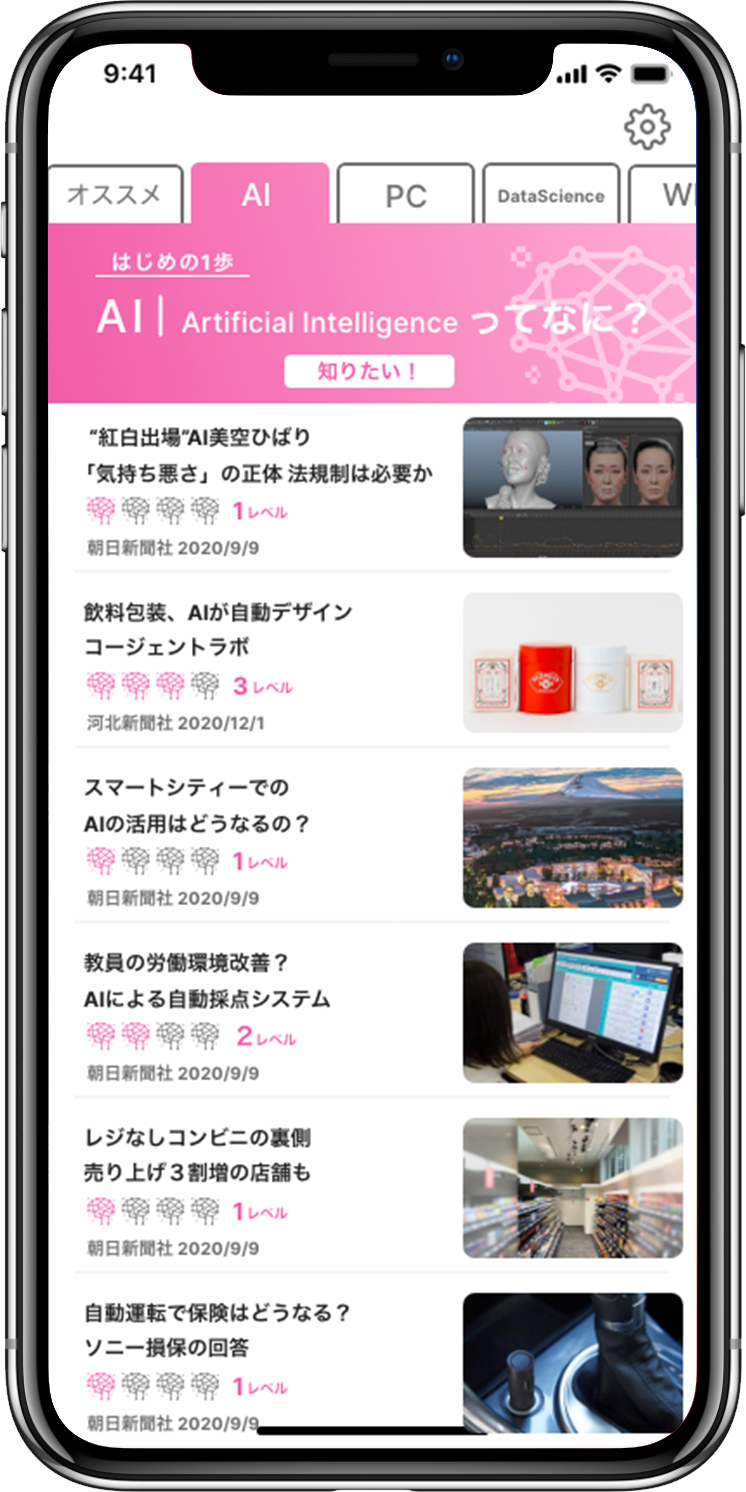 9:41
オススメ
AI
PC
DataScience
はじめの1歩
AI| Artificial Intelligence ってなに？
知りたい！
“紅白出場”AI美空ひばり
「気持ち悪さ」の正体 法規制は必要か
1レベル
朝日新聞社 2020/9/9
飲料包装、AIが自動デザイン
コージェントラボ
3レベル
河北新聞社 2020/12/1
スマートシティーでの
AIの活用はどうなるの？
1レベル
朝日新聞社 2020/9/9
教員の労働環境改善？
AIによる自動採点システム
2レベル
朝日新聞社 2020/9/9
レジなしコンビニの裏側
売り上げ３割増の店舗も
1レベル
朝日新聞社 2020/9/9
自動運転で保険はどうなる？
ソニー損保の回答
1レベル
朝日新聞社 2020/9/9